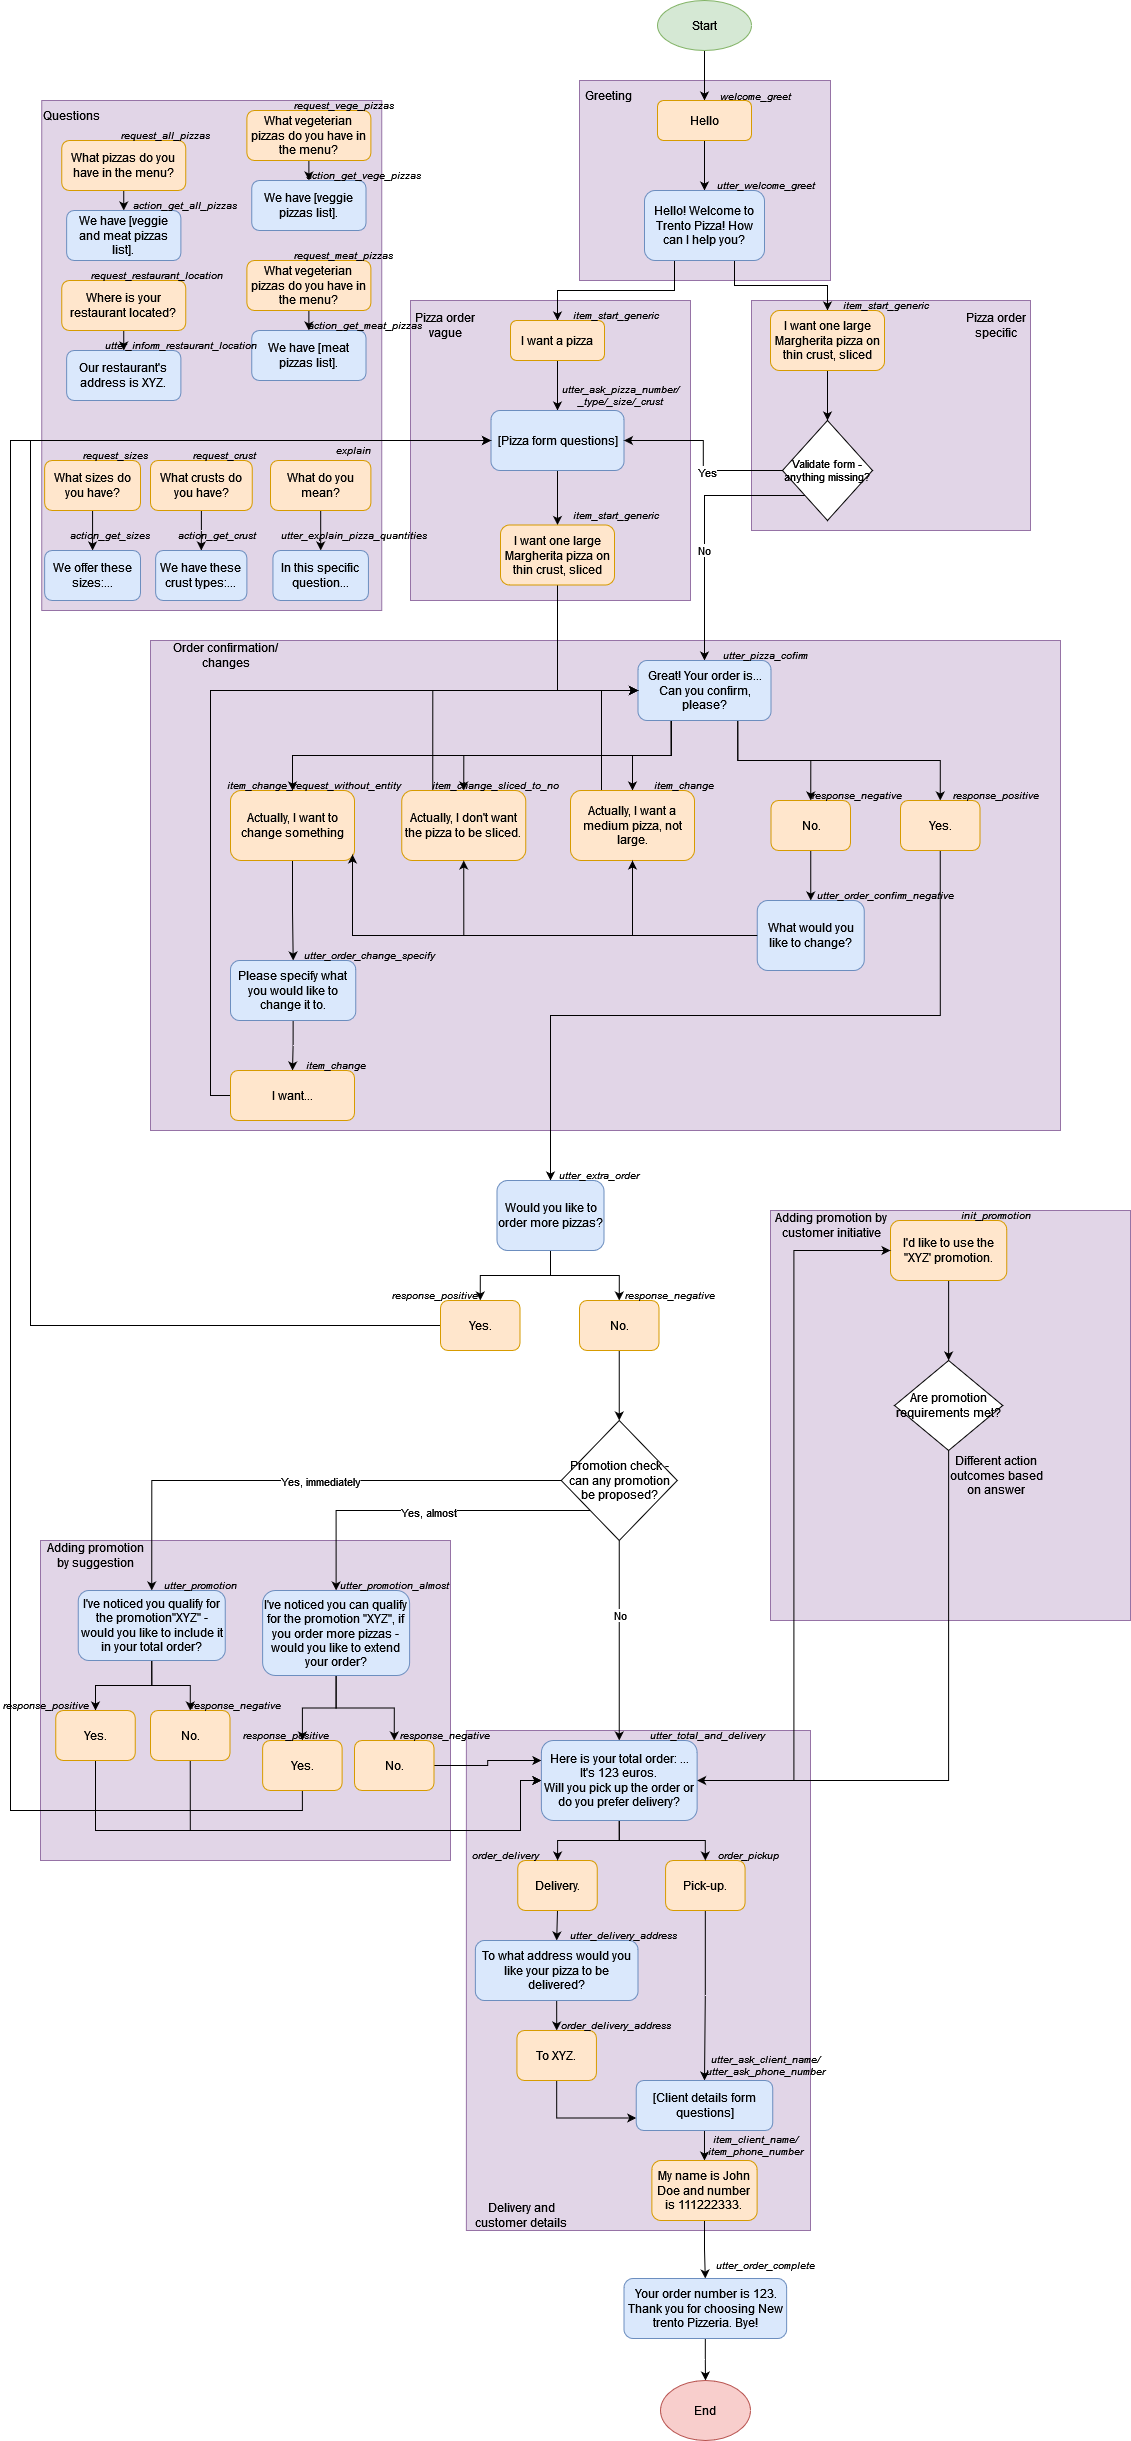 Start
Greeting
welcome_greet
Hello
utter_welcome_greet
Hello! Welcome to
Trento Pizza! How
can I help you?
Questions
request_all_pizzas
What pizzas do you
have in the menu?
action_get_all_pizzas
We have [veggie
and meat pizzas
list].
request_vege_pizzas
What vegeterian
pizzas do you have in
the menu?
action_get_vege_pizzas
We have [veggie
pizzas list].
request_restaurant_location
Where is your
restaurant located?
utter_inform_restaurant_location
Our restaurant's
address is XYZ.
request_meat_pizzas
What vegeterian
pizzas do you have in
the menu?
action_get_meat_pizzas
We have [meat
pizzas list].
request_sizes
What sizes do
you have?
action_get_sizes
We offer these
sizes:...
request_crust
What crusts do
you have?
action_get_crust
We have these
crust types:...
explain
What do you
mean?
utter_explain_pizza_quantities
In this specific
question...
Pizza order
vague
item_start_generic
I want a pizza
utter_ask_pizza_number/
_type/_size/_crust
[Pizza form questions]
item_start_generic
I want one large
Margherita pizza on
thin crust, sliced
Pizza order
specific
item_start_generic
I want one large
Margherita pizza on
thin crust, sliced
Validate form -
anything missing?
Yes
No
Order confirmation/
changes
utter_pizza_cofirm
Great! Your order is...
Can you confirm,
please?
item_change_request_without_entity
Actually, I want to
change something
item_change_sliced_to_no
Actually, I don't want
the pizza to be sliced.
item_change
Actually, I want a
medium pizza, not
large.
response_negative
No.
response_positive
Yes.
utter_order_confirm_negative
What would you
like to change?
utter_order_change_specify
Please specify what
you would like to
change it to.
item_change
I want...
utter_extra_order
Would you like to
order more pizzas?
response_positive
Yes.
response_negative
No.
Adding promotion by
customer initiative
init_promotion
I'd like to use the
"XYZ' promotion.
Are promotion
requirements met?
Different action
outcomes based
on answer
Promotion check -
can any promotion
be proposed?
Yes, immediately
Yes, almost
No
Adding promotion
by suggestion
utter_promotion
I've noticed you qualify for
the promotion"XYZ" -
would you like to include it
in your total order?
response_positive
Yes.
response_negative
No.
utter_promotion_almost
I've noticed you can qualify
for the promotion "XYZ", if
you order more pizzas -
would you like to extend
your order?
response_positive
Yes.
response_negative
No.
utter_total_and_delivery
Here is your total order: ...
It's 123 euros.
Will you pick up the order or
do you prefer delivery?
order_delivery
Delivery.
order_pickup
Pick-up.
utter_delivery_address
To what address would you
like your pizza to be
delivered?
order_delivery_address
To XYZ.
utter_ask_client_name/
utter_ask_phone_number
[Client details form
questions]
item_client_name/
item_phone_number
My name is John
Doe and number
is 111222333.
Delivery and
customer details
utter_order_complete
Your order number is 123.
Thank you for choosing New
trento Pizzeria. Bye!
End